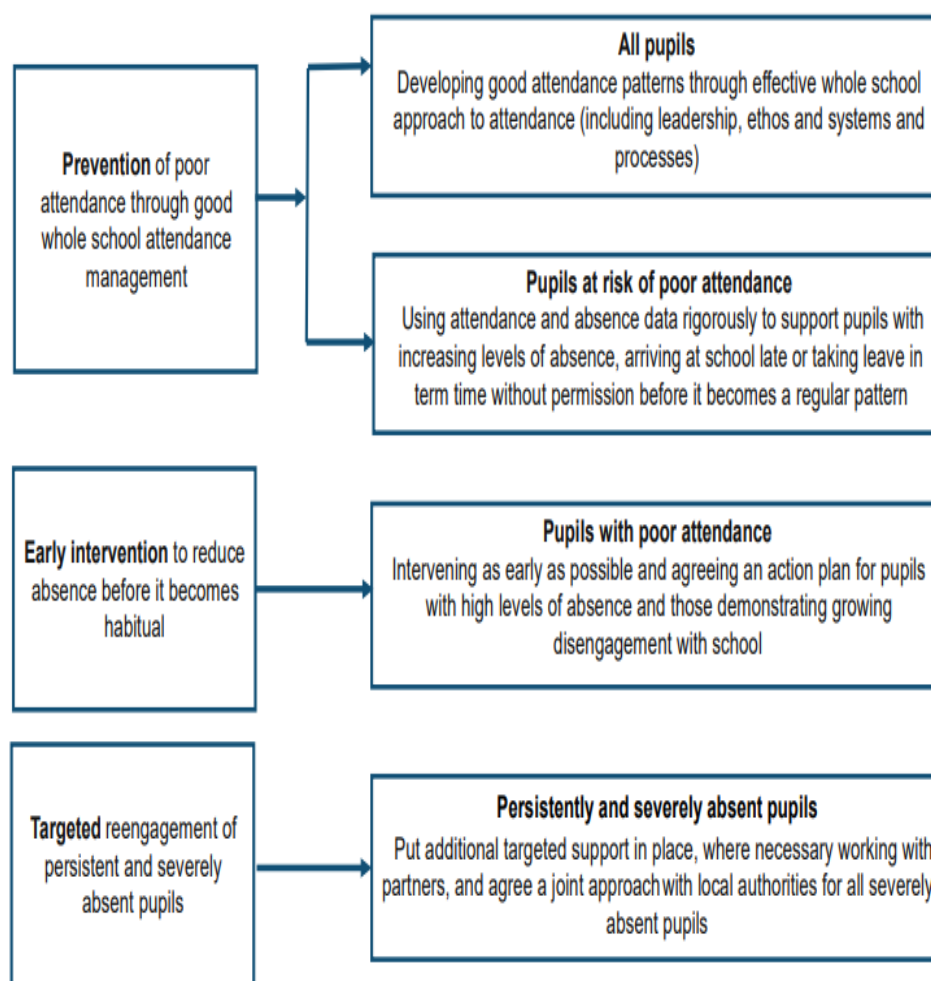 Prevention of poor
attendance through good
whole school attendance
management
All pupils
Developing good attendance patterns through effective whole school
approach to attendance (including leadership, ethos and systems and
processes)
Pupils at risk of poor attendance
Using attendance and absence data rigorously to support pupils with
increasing levels of absence, arriving at school late or taking leave in
term time without permission before it becomes a regular pattern
Early intervention to reduce
absence before it becomes
habitual
Pupils with poor attendance
Intervening as early as possible and agreeing an action plan for pupils
with high levels of absence and those demonstrating growing
disengagement with school
Targeted reengagement of
persistent and severely
absent pupils
Persistently and severely absent pupils
Put additional targeted support in place, where necessary working with
partners, and agree a joint approach with local authorities for all severely
absent pupils